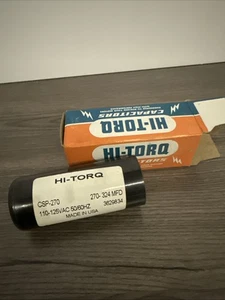 CAPACITORS
HI-TORQ
HI-TORQ
HI-TORQ
CSP-270
270-324 MFD
110-125VAC 50/60HZ
3629834
MADE IN USA